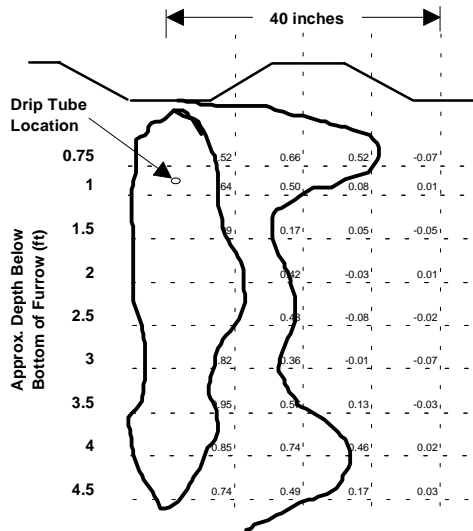 40 inches
Drip Tube
Location
Approx. Depth Below
Bottom of Furrow (ft)
0.75 .52 0.66 0.52 -0.07
1 .64 0.50 0.08 0.01
1.5 0.17 0.05 -0.05
2 .42 -0.03 0.01
2.5 -0.08 -0.02
3 .82 0.36 -0.01 -0.07
3.5 .95 0.13 -0.03
4 0.85 0.74 .46 0.02
4.5 0.74 0.49 0.17 0.03